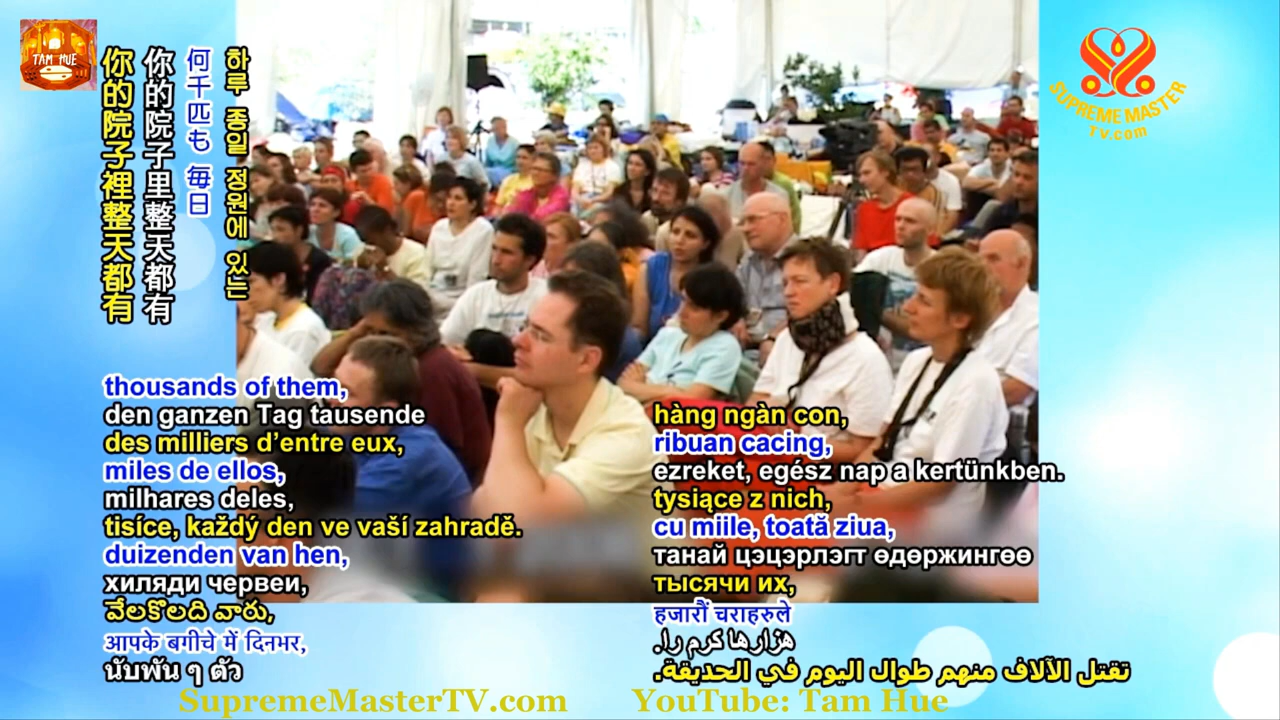 TAM HUE
你的院子裡整天都有
你的院子里整天都有
何千匹も 毎日
하루 종일 정원에 있는
SUPREME MASTER
TV.com
thousands of them,
den ganzen Tag tausende
des milliers d’entre eux,
miles de ellos,
milhares deles,
tisíce, každý den ve vaší zahradě.
duizenden van hen,
хиляди червеи,
వేలకొలది వారు,
आपके बगीचे में दिनभर,
นับพัน ๆ ตัว
hàng ngàn con,
ribuan cacing,
ezreket, egész nap a kertünkben.
tysiące z nich,
cu miile, toată ziua,
танай цэцэрлэгт өдөржингөө
тысячи их,
हजारौं चराहरुले
هزارها کرم را.
تقتل الآلاف منهم طوال اليوم في الحديقة.
SupremeMasterTV.com
YouTube: Tam Hue